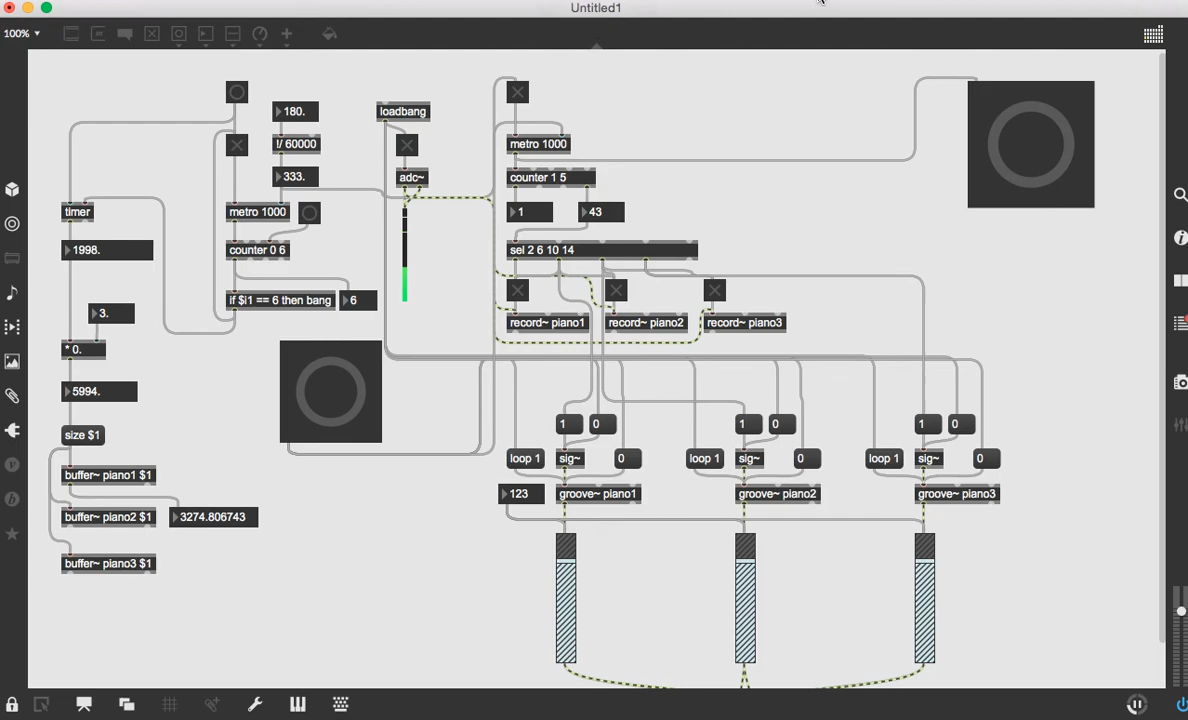 Untitled1
100%
180.
loadbang
!/ 60000
metro 1000
333.
adc~
counter 1 5
timer
metro 1000
1
43
1998.
counter 0 6
sel 2 6 10 14
if $i1 == 6 then bang
6
3.
record~ piano1
record~ piano2
record~ piano3
* 0.
5994.
1
0
1
0
1
0
size $1
loop 1
sig~
0
loop 1
sig~
0
loop 1
sig~
0
buffer~ piano1 $1
123
groove~ piano1
groove~ piano2
groove~ piano3
buffer~ piano2 $1
3274.806743
buffer~ piano3 $1